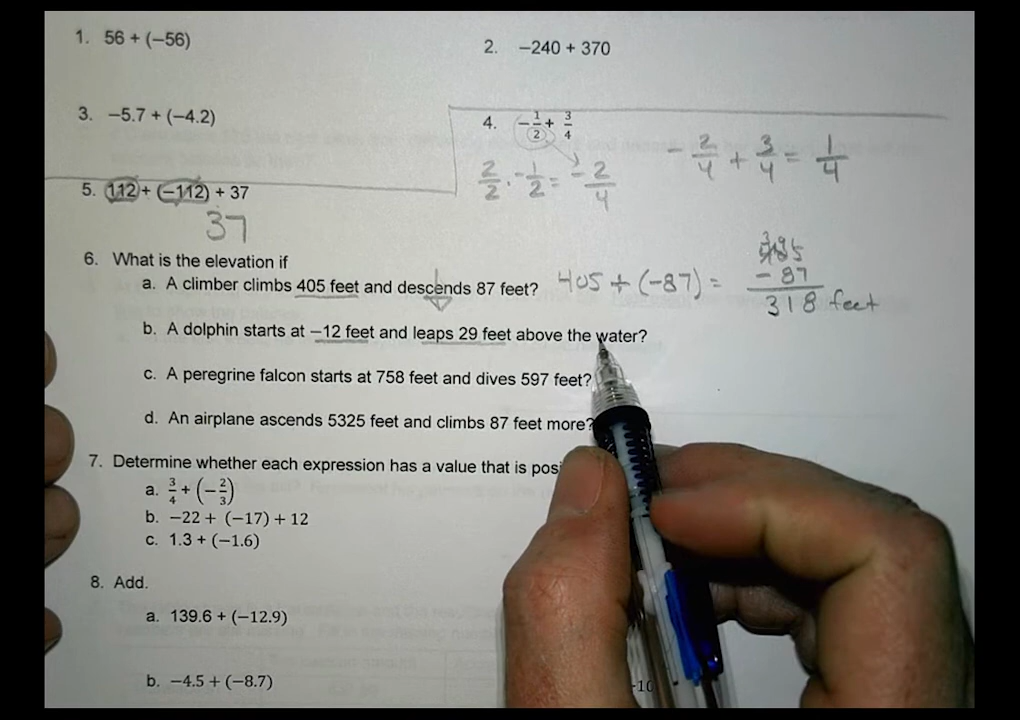 1. 56 + (−56)
2. −240 + 370
3. −5.7 + (−4.2)
4. −1/2 + 3/4
2/2 · −1/2 = −2/4
−2/4 + 3/4 = 1/4
5. 112 + (−112) + 37
37
6. What is the elevation if
a. A climber climbs 405 feet and descends 87 feet?
405 + (−87) =
− 87
318 feet
b. A dolphin starts at −12 feet and leaps 29 feet above the water?
c. A peregrine falcon starts at 758 feet and dives 597 feet?
d. An airplane ascends 5325 feet and climbs 87 feet more?
7. Determine whether each expression has a value that is
a. 3/4 + (−2/3)
b. −22 + (−17) + 12
c. 1.3 + (−1.6)
8. Add.
a. 139.6 + (−12.9)
b. −4.5 + (−8.7)